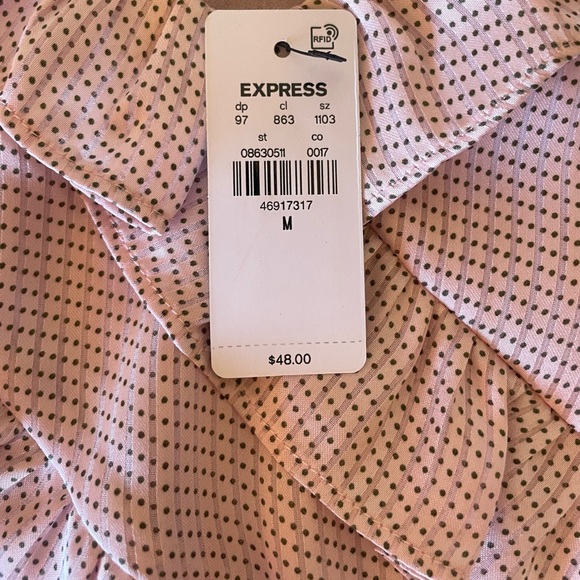 RFID
EXPRESS
dp cl sz
97 863 1103
st co
08630511 0017
46917317
M
$48.00